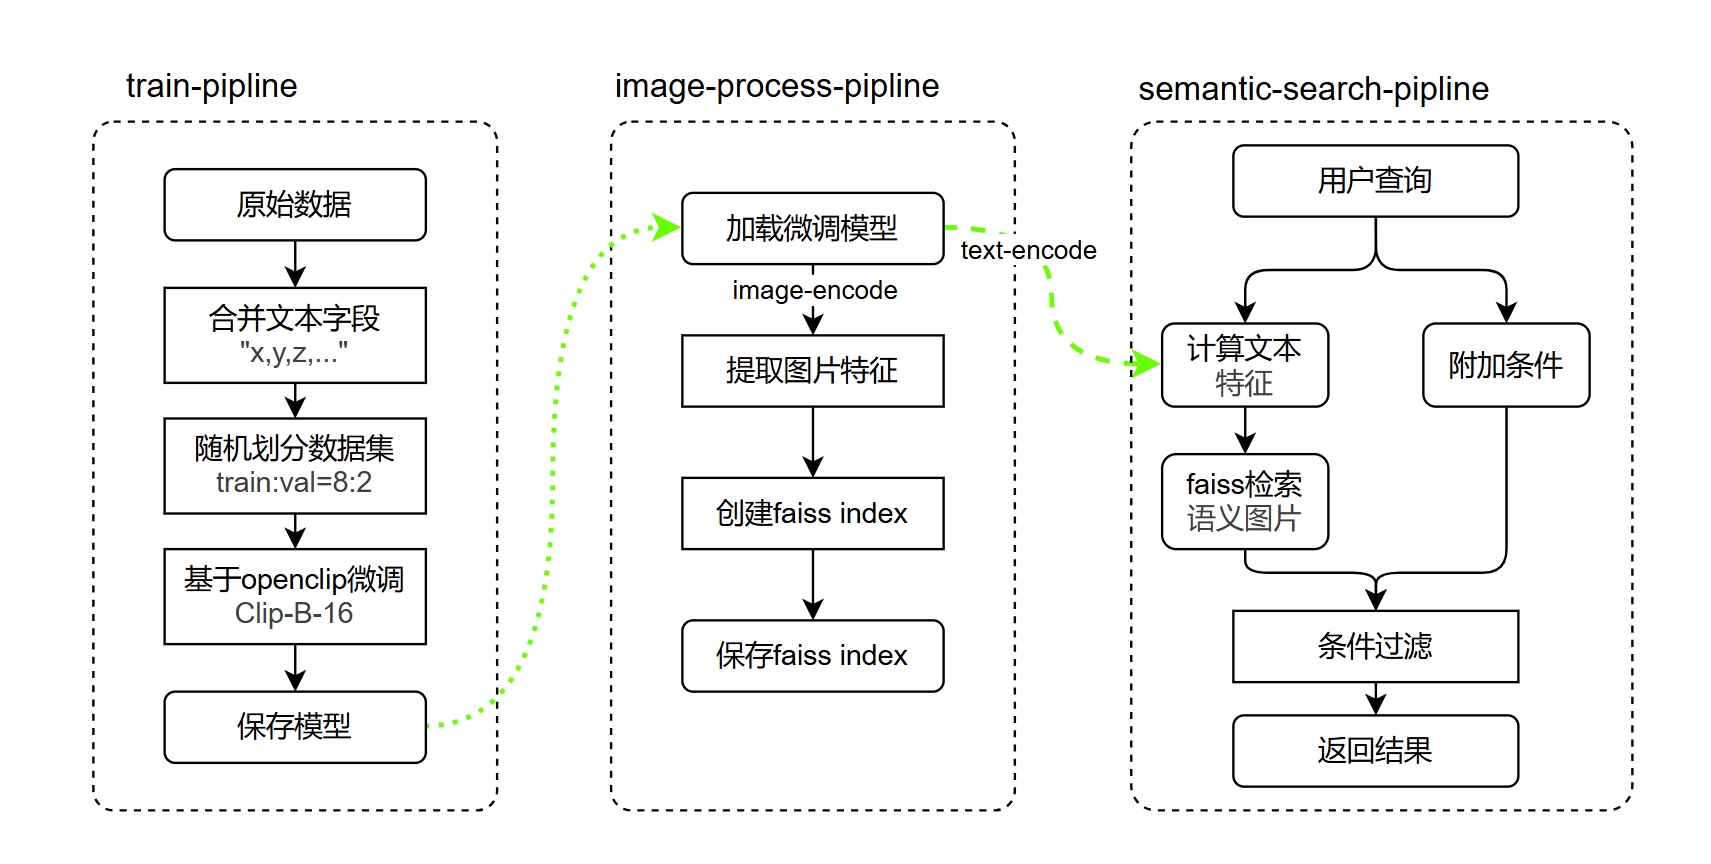 train-pipline
原始数据
合并文本字段
"x,y,z,..."
随机划分数据集
train:val=8:2
基于openclip微调
Clip-B-16
保存模型
image-process-pipline
加载微调模型
text-encode
image-encode
提取图片特征
创建faiss index
保存faiss index
semantic-search-pipline
用户查询
计算文本
特征
附加条件
faiss检索
语义图片
条件过滤
返回结果